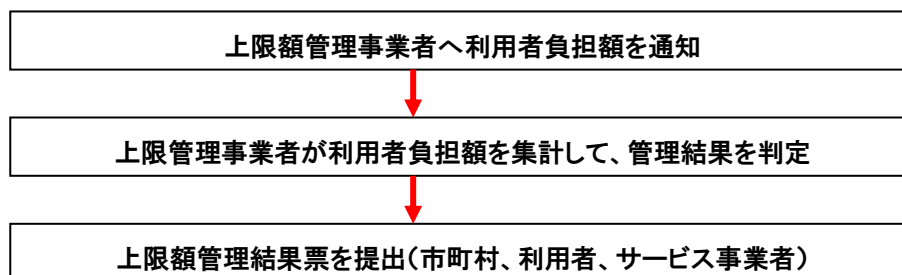 上限額管理事業者へ利用者負担額を通知
上限管理事業者が利用者負担額を集計して、管理結果を判定
上限額管理結果票を提出(市町村、利用者、サービス事業者)